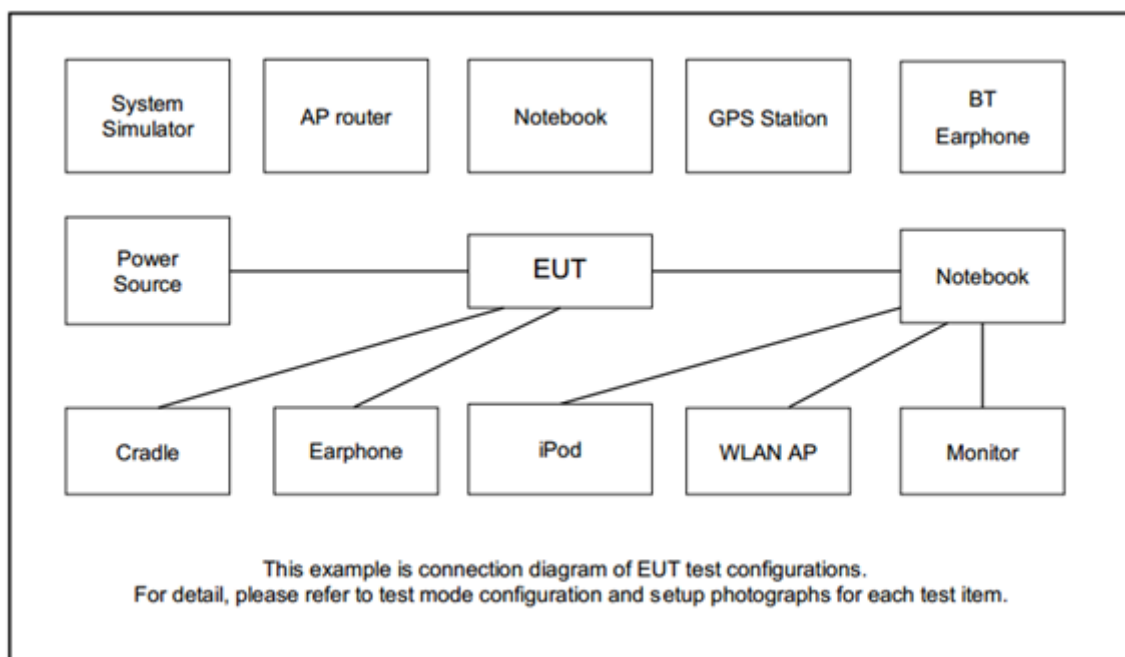 System
Simulator
AP router
Notebook
GPS Station
BT
Earphone
Power
Source
EUT
Notebook
Cradle
Earphone
iPod
WLAN AP
Monitor
This example is connection diagram of EUT test configurations.
For detail, please refer to test mode configuration and setup photographs for each test item.